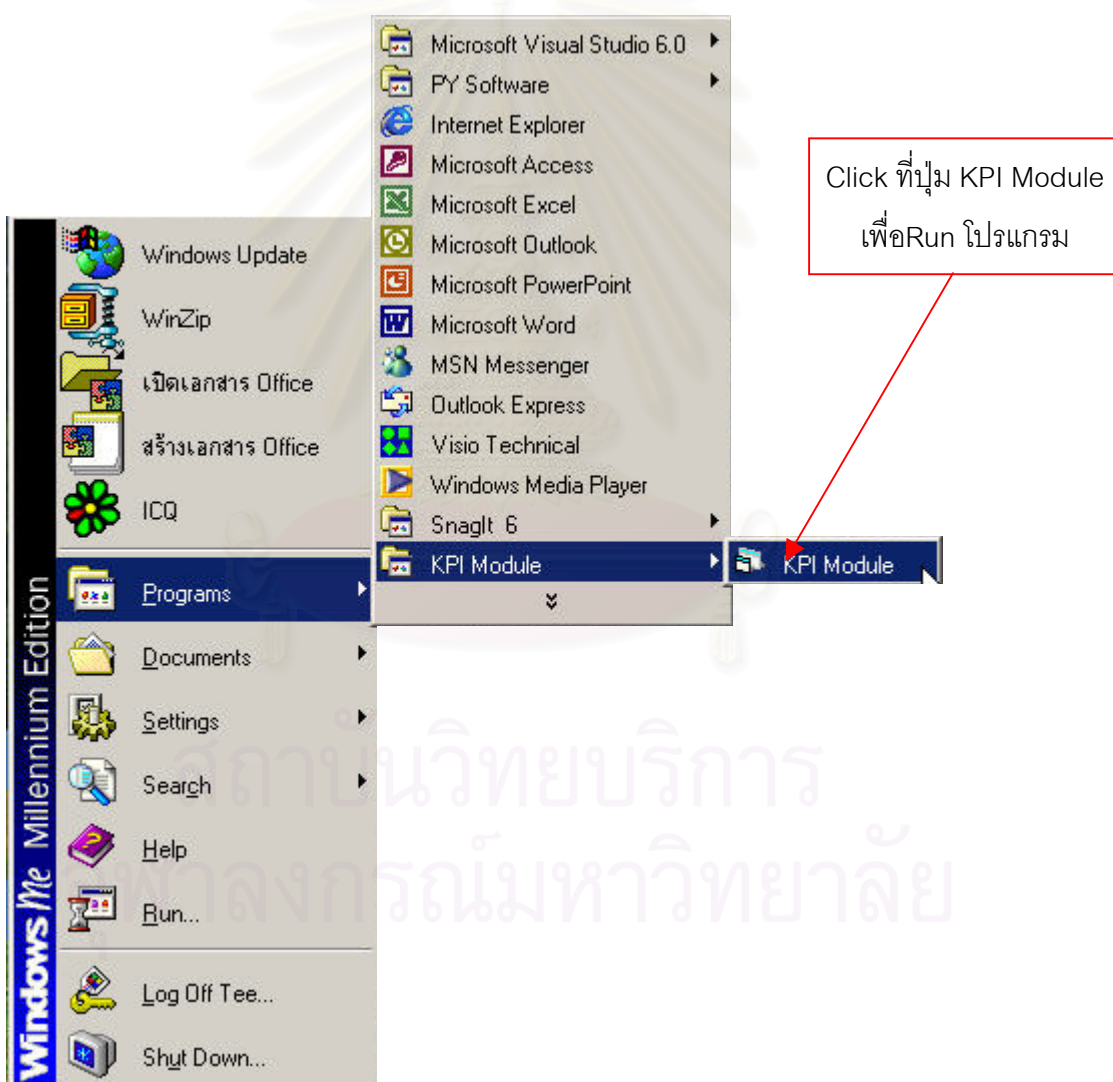 Microsoft Visual Studio 6.0
PY Software
Internet Explorer
Microsoft Access
Microsoft Excel
Microsoft Outlook
Microsoft PowerPoint
Microsoft Word
MSN Messenger
Outlook Express
Visio Technical
Windows Media Player
SnagIt 6
KPI Module
KPI Module
Click ที่ปุ่ม KPI Module
เพื่อRun โปรแกรม
Windows Update
WinZip
เปิดเอกสาร Office
สร้างเอกสาร Office
ICQ
Programs
Documents
Settings
Search
Help
Run...
Log Off Tee...
Shut Down...
Windows Me Millennium Edition
สถาบันวิทยบริการ
จุฬาลงกรณ์มหาวิทยาลัย